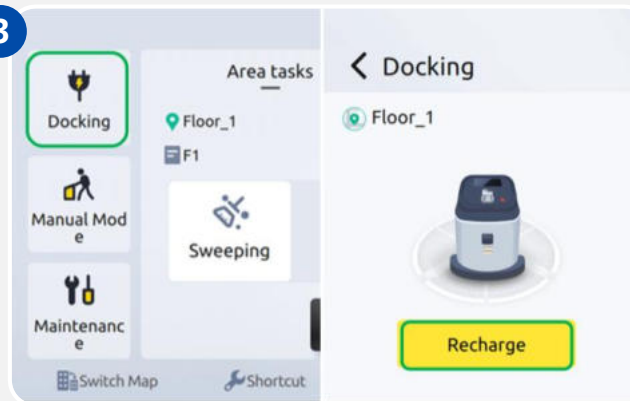 3
Docking
Manual Mod
e
Maintenanc
e
Area tasks
Floor_1
F1
Sweeping
Switch Map
Shortcut
Docking
Floor_1
Recharge